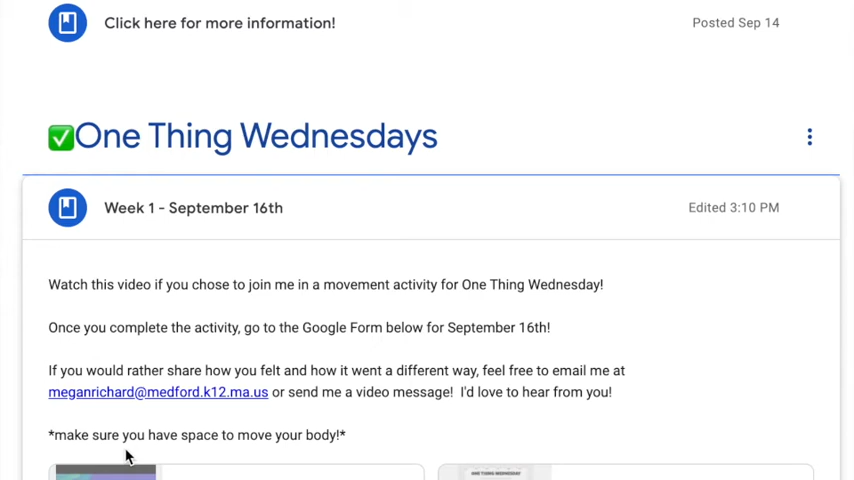 Click here for more information!
Posted Sep 14
✅One Thing Wednesdays
Week 1 - September 16th
Edited 3:10 PM
Watch this video if you chose to join me in a movement activity for One Thing Wednesday!
Once you complete the activity, go to the Google Form below for September 16th!
If you would rather share how you felt and how it went a different way, feel free to email me at
meganrichard@medford.k12.ma.us or send me a video message!  I'd love to hear from you!
*make sure you have space to move your body!*
ONE THING WEDNESDAY